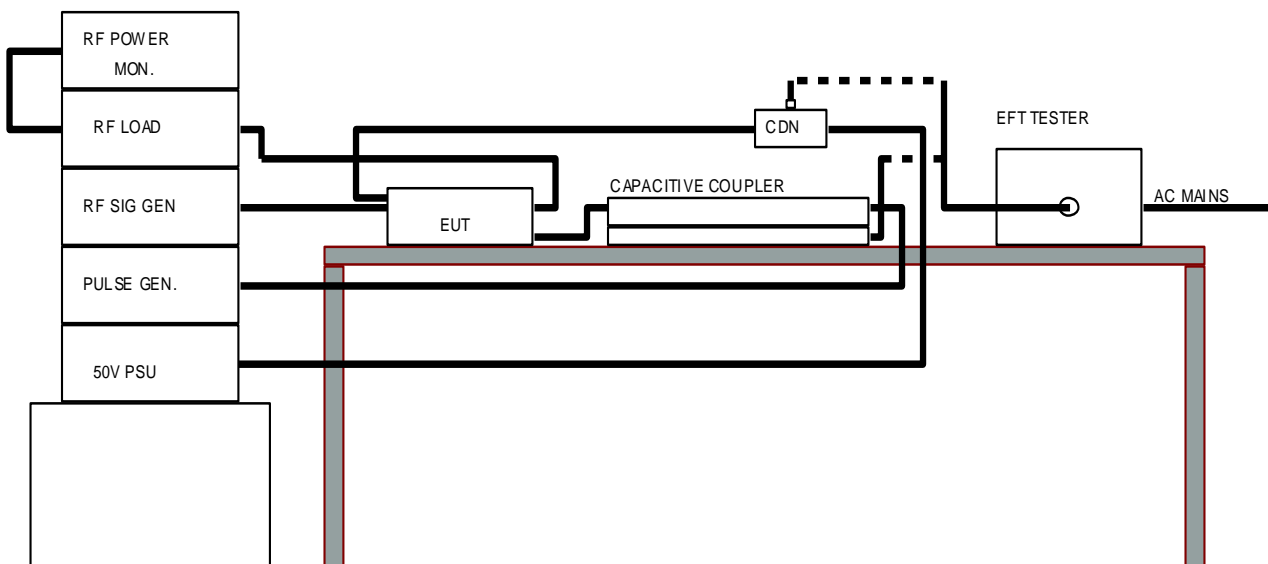 RF POWER
MON.
RF LOAD
RF SIG GEN
PULSE GEN.
50V PSU
EUT
CAPACITIVE COUPLER
CDN
EFT TESTER
AC MAINS